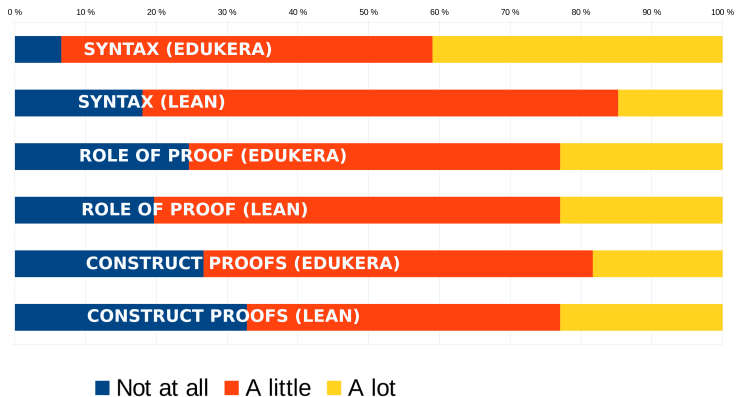 0 % 10 % 20 % 30 % 40 % 50 % 60 % 70 % 80 % 90 % 100 %
SYNTAX (EDUKERA)
SYNTAX (LEAN)
ROLE OF PROOF (EDUKERA)
ROLE OF PROOF (LEAN)
CONSTRUCT PROOFS (EDUKERA)
CONSTRUCT PROOFS (LEAN)
Not at all A little A lot